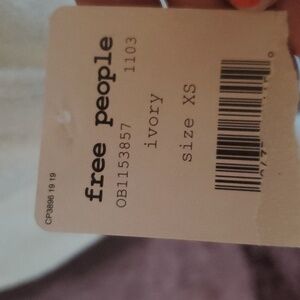 free people
OB1153857 1103
ivory
size XS
CP3896 19 19